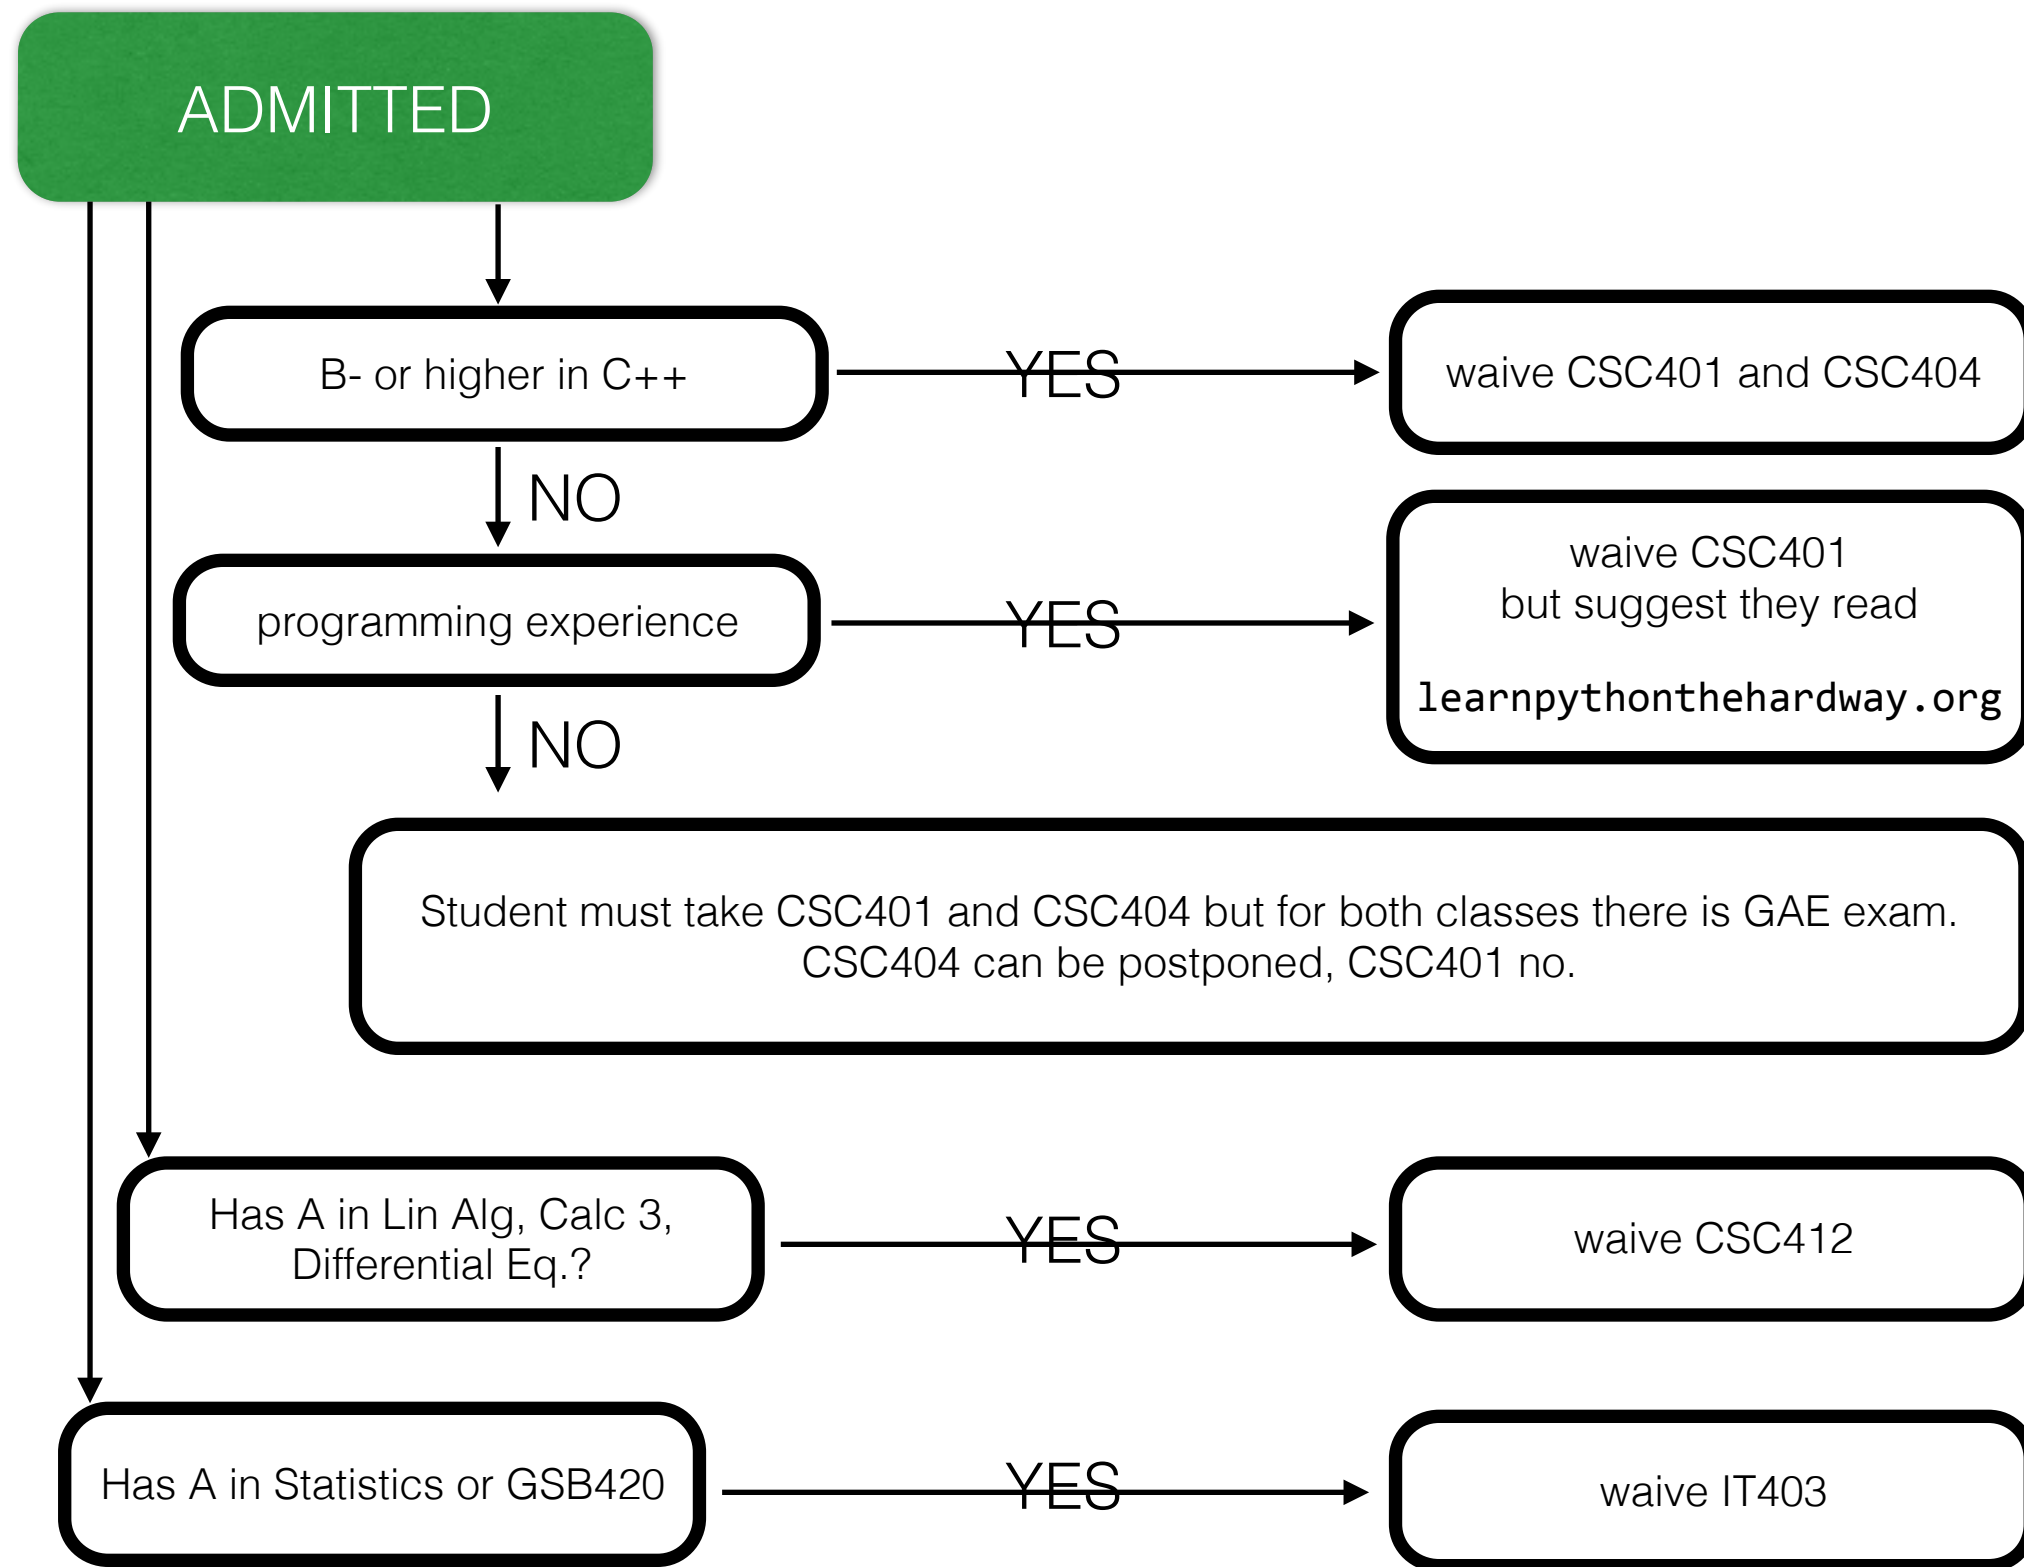 ADMITTED
B- or higher in C++
YES
waive CSC401 and CSC404
NO
programming experience
YES
waive CSC401
but suggest they read
learnpythonthehardway.org
NO
Student must take CSC401 and CSC404 but for both classes there is GAE exam.
CSC404 can be postponed, CSC401 no.
Has A in Lin Alg, Calc 3,
Differential Eq.?
YES
waive CSC412
Has A in Statistics or GSB420
YES
waive IT403